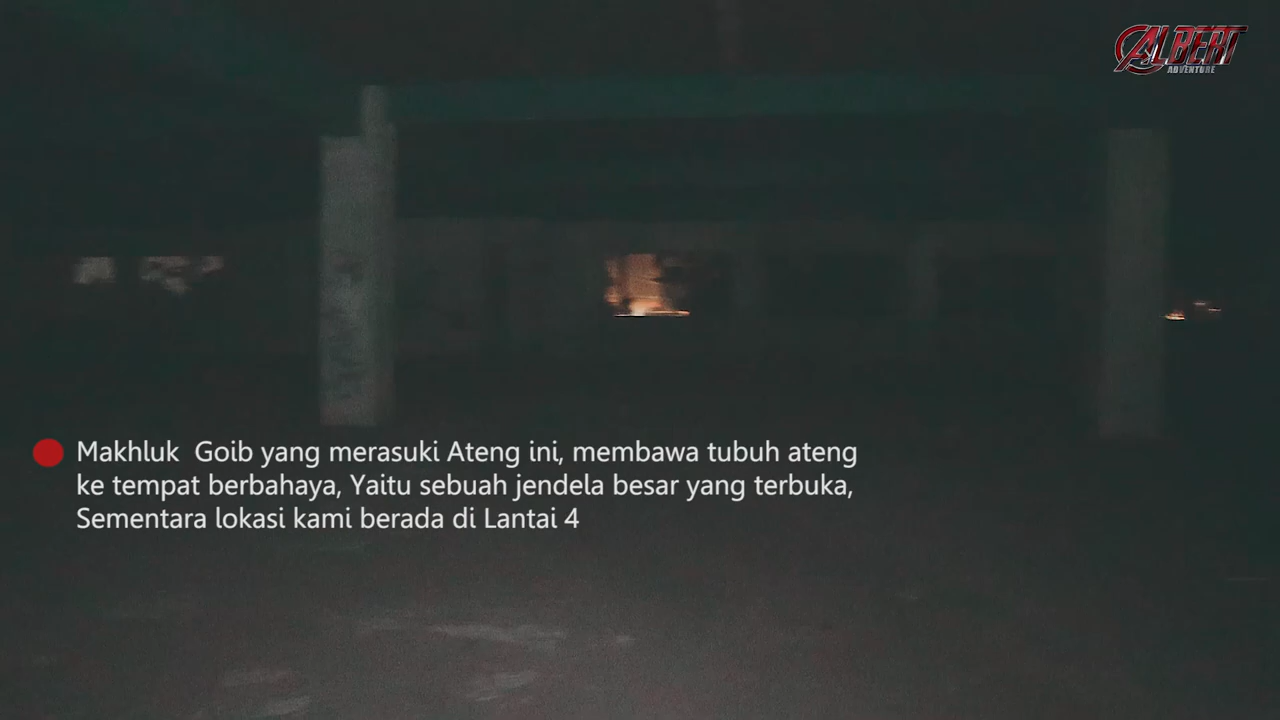 ALBERT
ADVENTURE
Makhluk  Goib yang merasuki Ateng ini, membawa tubuh ateng
ke tempat berbahaya, Yaitu sebuah jendela besar yang terbuka,
Sementara lokasi kami berada di Lantai 4